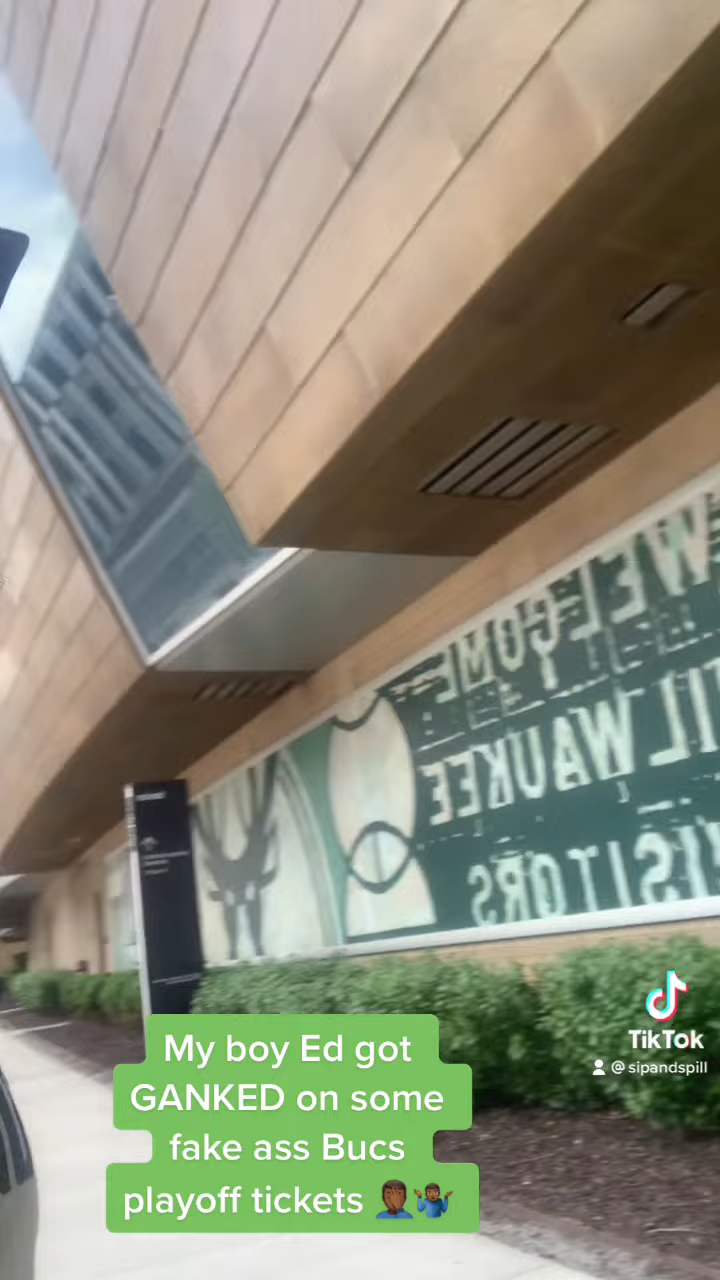 WELCOME
MILWAUKEE
VISITORS
TikTok
@sipandspill
My boy Ed got
GANKED on some
fake ass Bucs
playoff tickets 🤦🏾‍♂️🤷🏾‍♂️